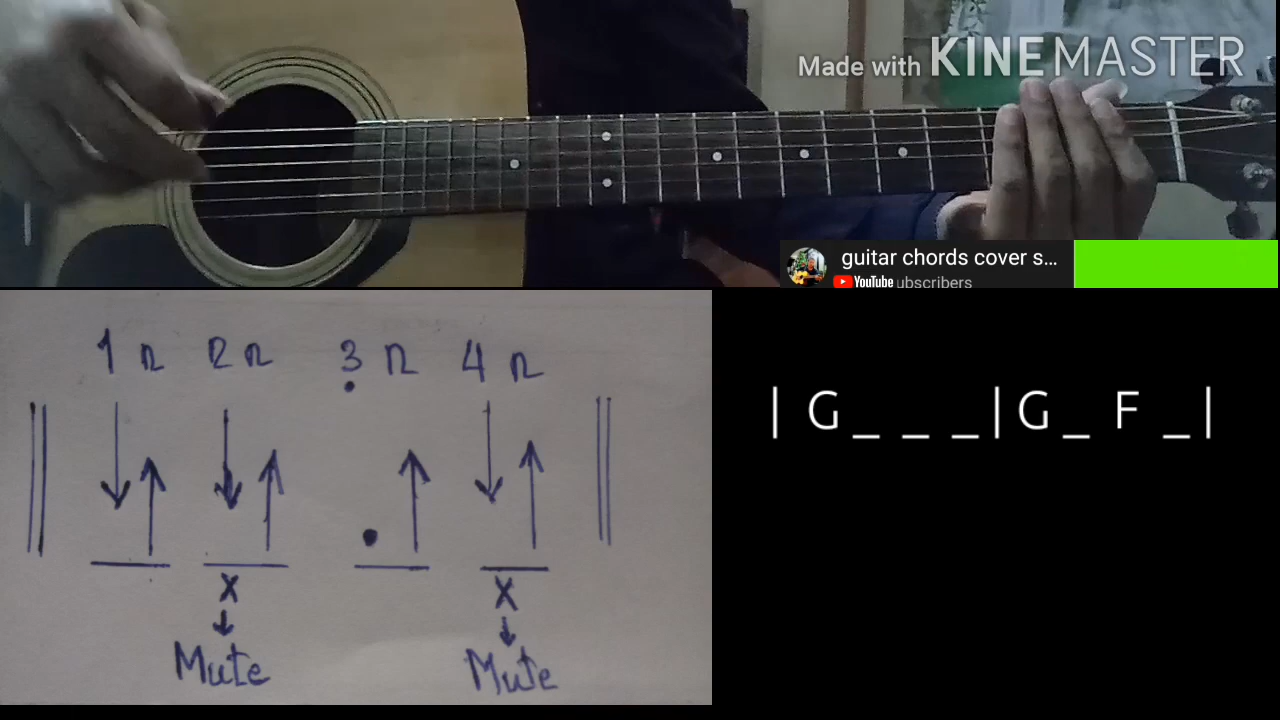 Made with KINEMASTER
guitar chords cover s...
YouTube ubscribers
1 n 2 n 3 n 4 n
| G _ _ _ | G _ F _ |
X X
Mute Mute